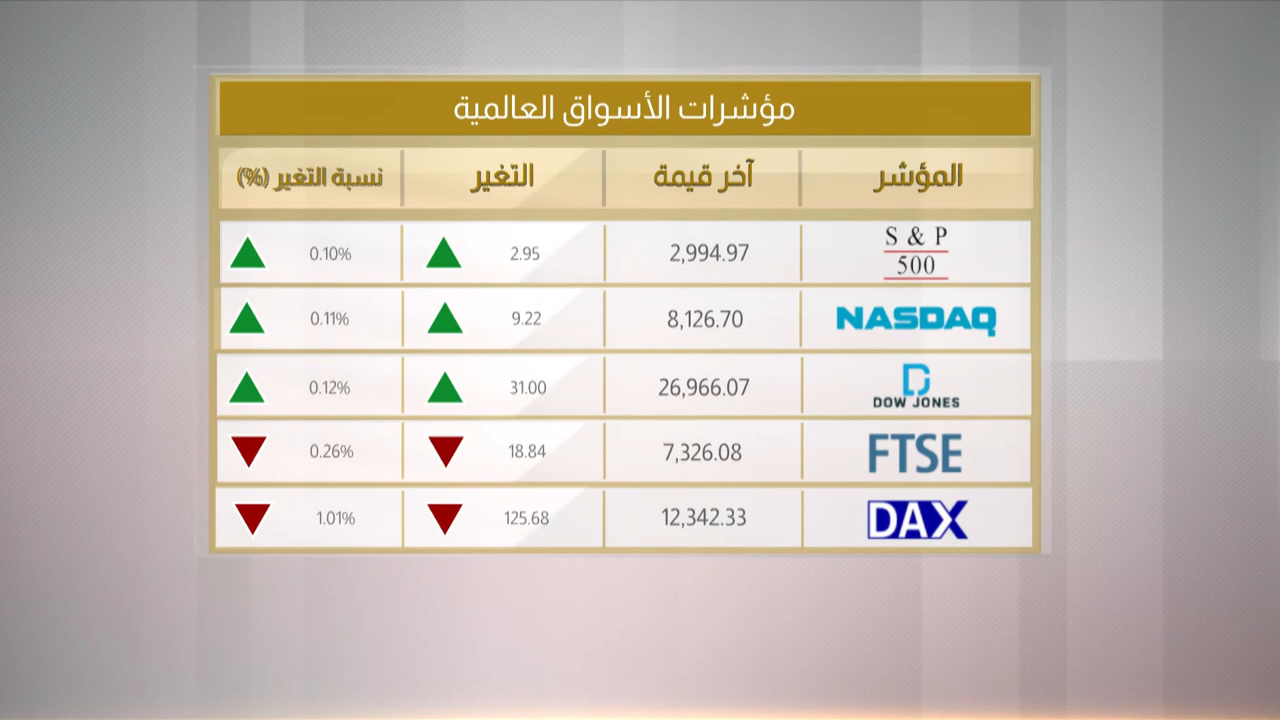 مؤشرات الأسواق العالمية
المؤشر آخر قيمة التغير نسبة التغير (%)
S & P 500 2,994.97 2.95 0.10%
NASDAQ 8,126.70 9.22 0.11%
DOW JONES 26,966.07 31.00 0.12%
FTSE 7,326.08 18.84 0.26%
DAX 12,342.33 125.68 1.01%